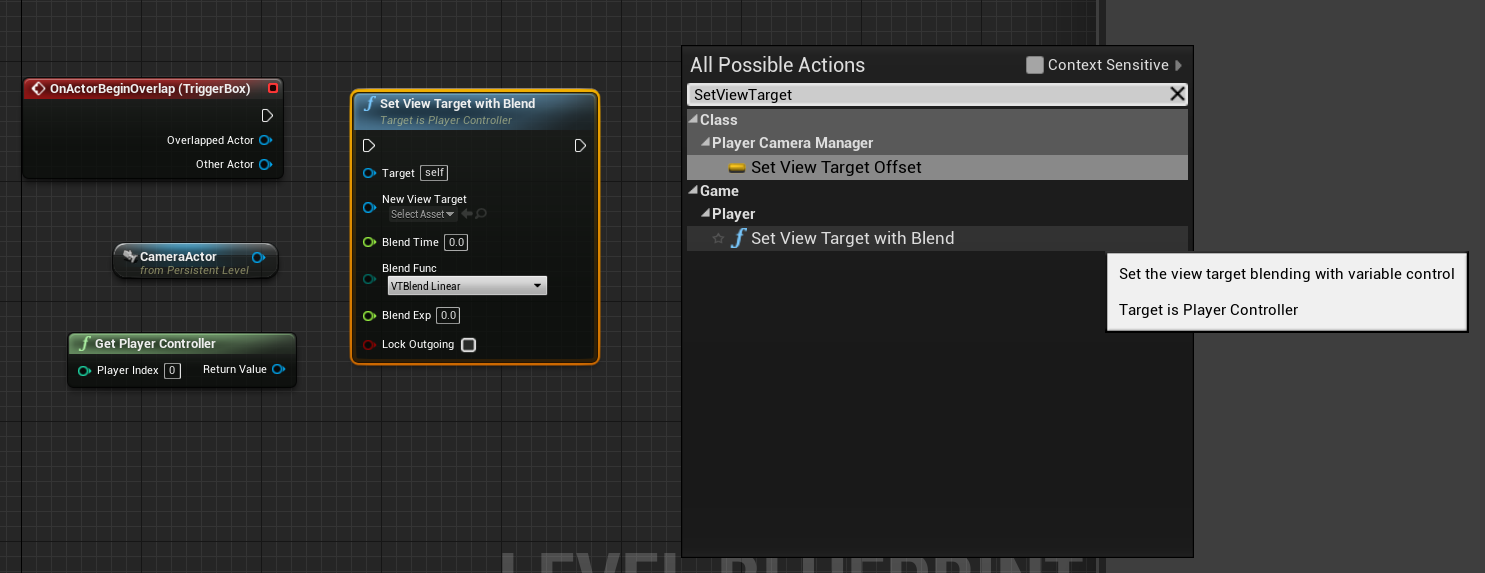 OnActorBeginOverlap (TriggerBox)
Overlapped Actor
Other Actor
CameraActor
from Persistent Level
Get Player Controller
Player Index 0 Return Value
Set View Target with Blend
Target is Player Controller
Target self
New View Target
Select Asset
Blend Time 0.0
Blend Func
VTBlend Linear
Blend Exp 0.0
Lock Outgoing
All Possible Actions Context Sensitive
SetViewTarget
Class
Player Camera Manager
Set View Target Offset
Game
Player
Set View Target with Blend
Set the view target blending with variable control
Target is Player Controller
LEVEL BLUEPRINT